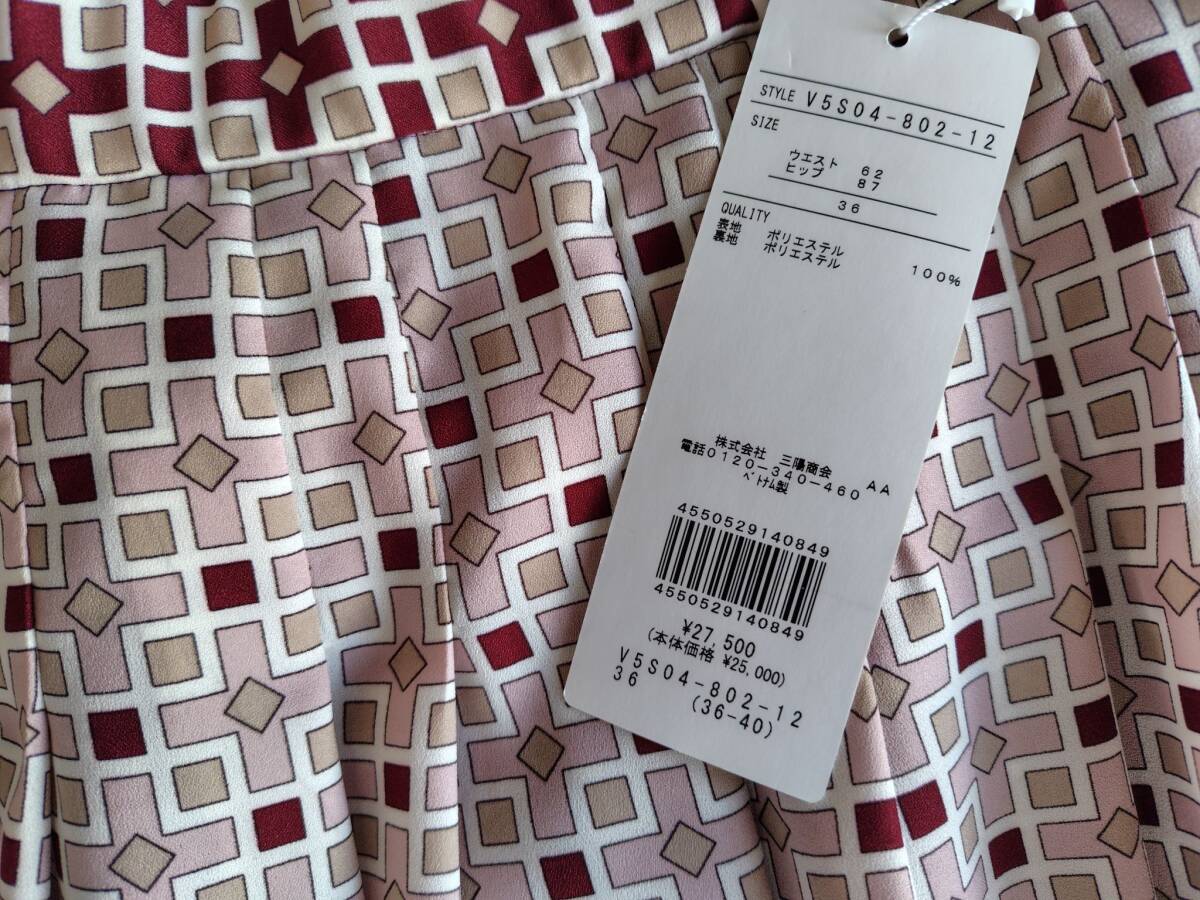 STYLE V5S04-802-12
SIZE
ウエスト 62
ヒップ 87
36
QUALITY
表地 ポリエステル
裏地 ポリエステル 100%
株式会社 三陽商会
電話0120-340-460 AA
ベトナム製
4550529140849
4550529140849
¥27,500
(本体価格 ¥25,000)
V5S04-802-12
36 (36-40)